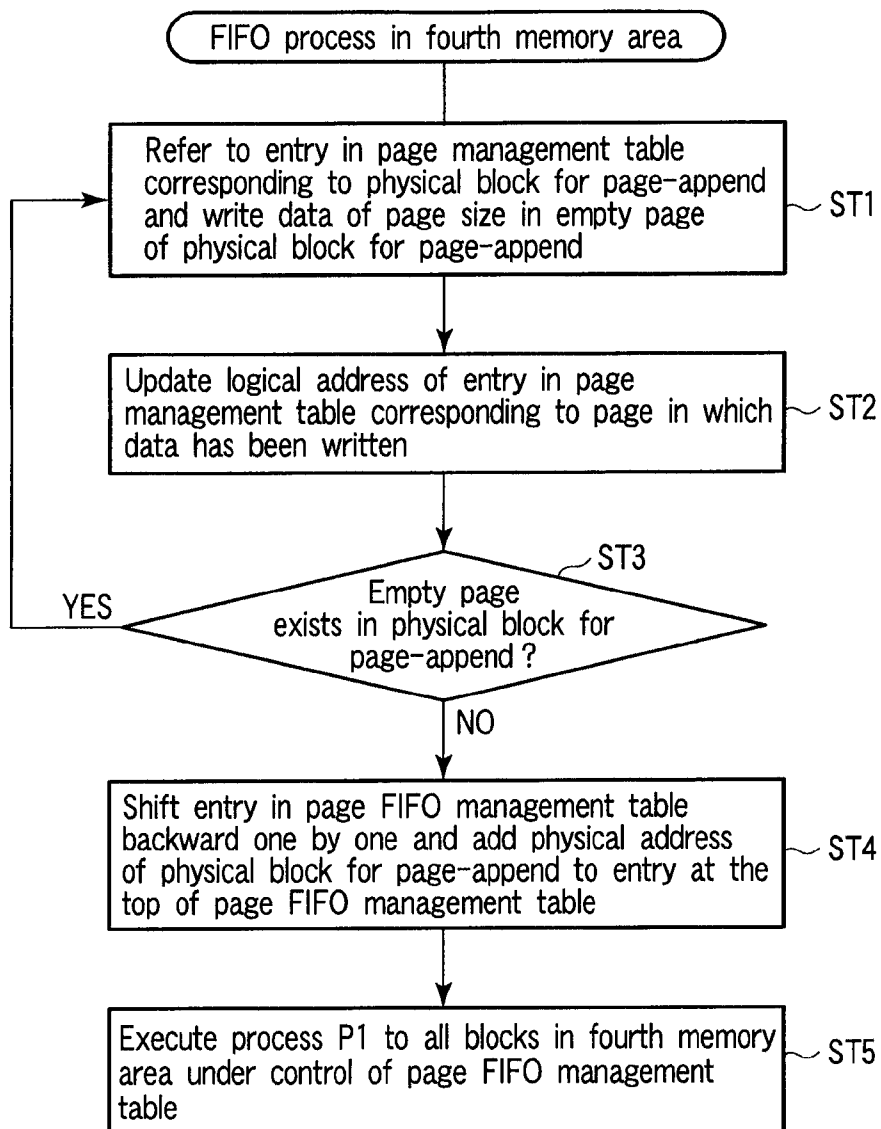 FIFO process in fourth memory area
Refer to entry in page management table
corresponding to physical block for page-append
and write data of page size in empty page
of physical block for page-append
ST1
Update logical address of entry in page
management table corresponding to page in which
data has been written
ST2
ST3
Empty page
exists in physical block for
page-append ?
YES
NO
Shift entry in page FIFO management table
backward one by one and add physical address
of physical block for page-append to entry at the
top of page FIFO management table
ST4
Execute process P1 to all blocks in fourth memory
area under control of page FIFO management
table
ST5